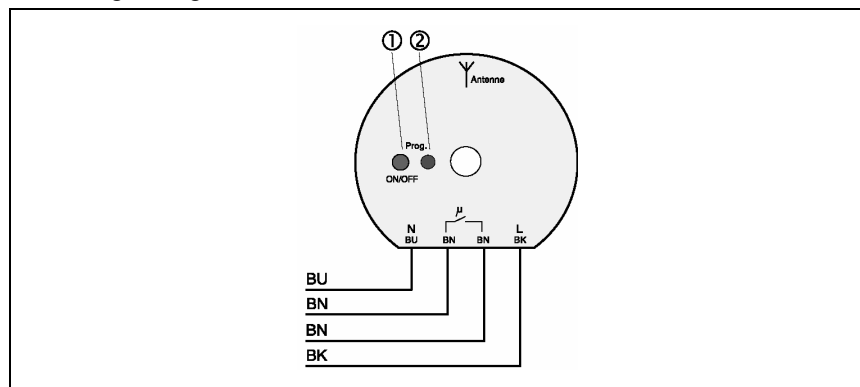 ① ②
Antenne
Prog.
ON/OFF
µ
N L
BU BN BN BK
BU
BN
BN
BK